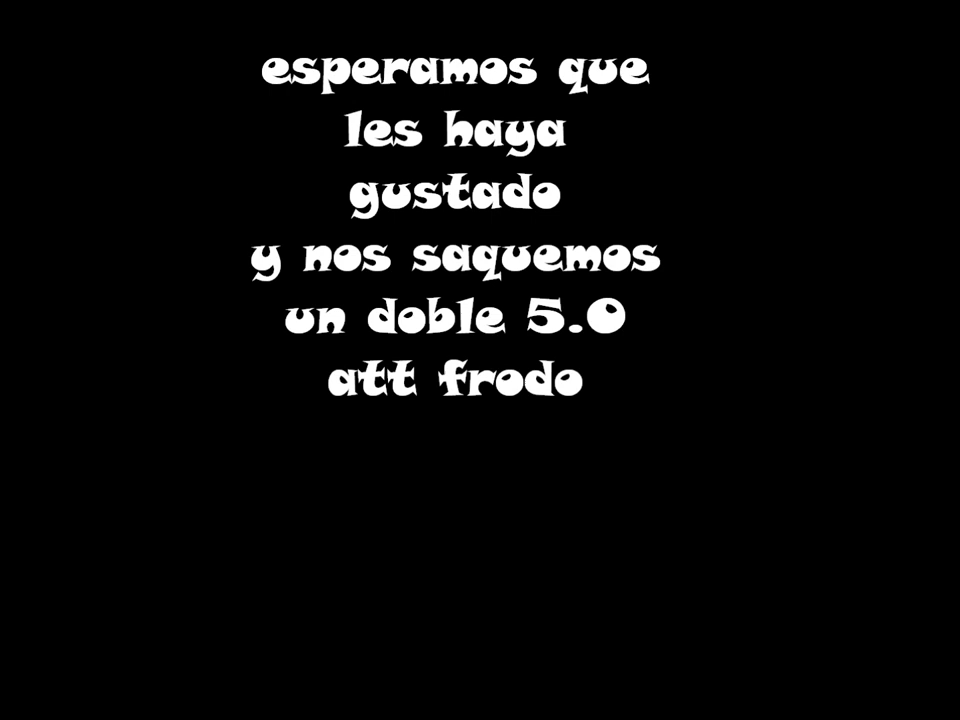 esperamos que
les haya
gustado
y nos saquemos
un doble 5.0
att frodo